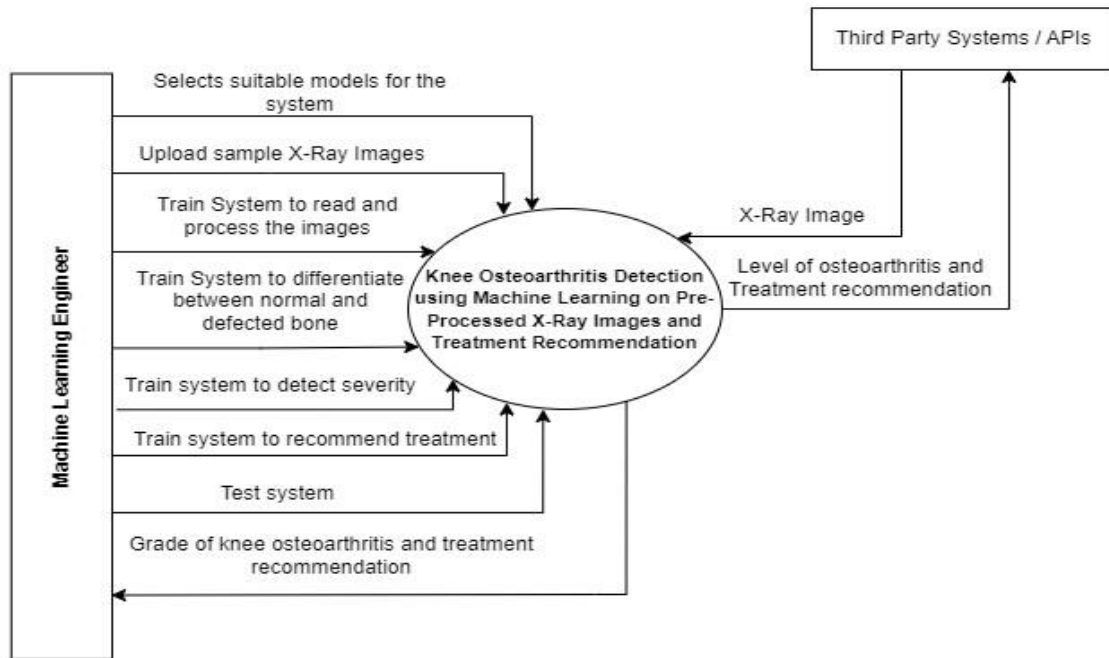 Third Party Systems / APIs
Machine Learning Engineer
Selects suitable models for the
system
Upload sample X-Ray Images
Train System to read and
process the images
Train System to differentiate
between normal and
defected bone
Train system to detect severity
Train system to recommend treatment
Test system
Grade of knee osteoarthritis and treatment
recommendation
Knee Osteoarthritis Detection
using Machine Learning on Pre-
Processed X-Ray Images and
Treatment Recommendation
X-Ray Image
Level of osteoarthritis and
Treatment recommendation